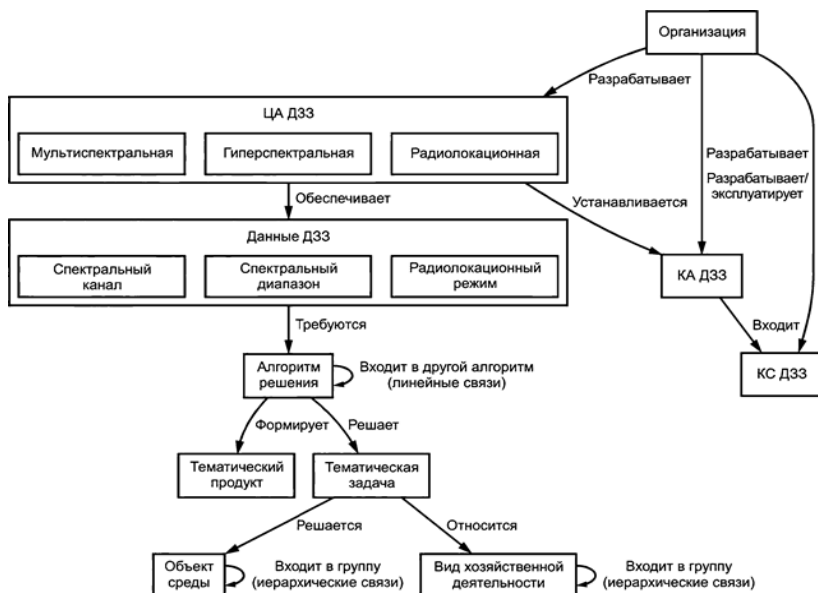 Организация
Разрабатывает
ЦА ДЗЗ
Мультиспектральная
Гиперспектральная
Радиолокационная
Разрабатывает
Разрабатывает/
эксплуатирует
Обеспечивает
Устанавливается
Данные ДЗЗ
Спектральный
канал
Спектральный
диапазон
Радиолокационный
режим
КА ДЗЗ
Требуются
Входит
Алгоритм
решения
Входит в другой алгоритм
(линейные связи)
КС ДЗЗ
Формирует
Решает
Тематический
продукт
Тематическая
задача
Решается
Относится
Объект
среды
Входит в группу
(иерархические связи)
Вид хозяйственной
деятельности
Входит в группу
(иерархические связи)